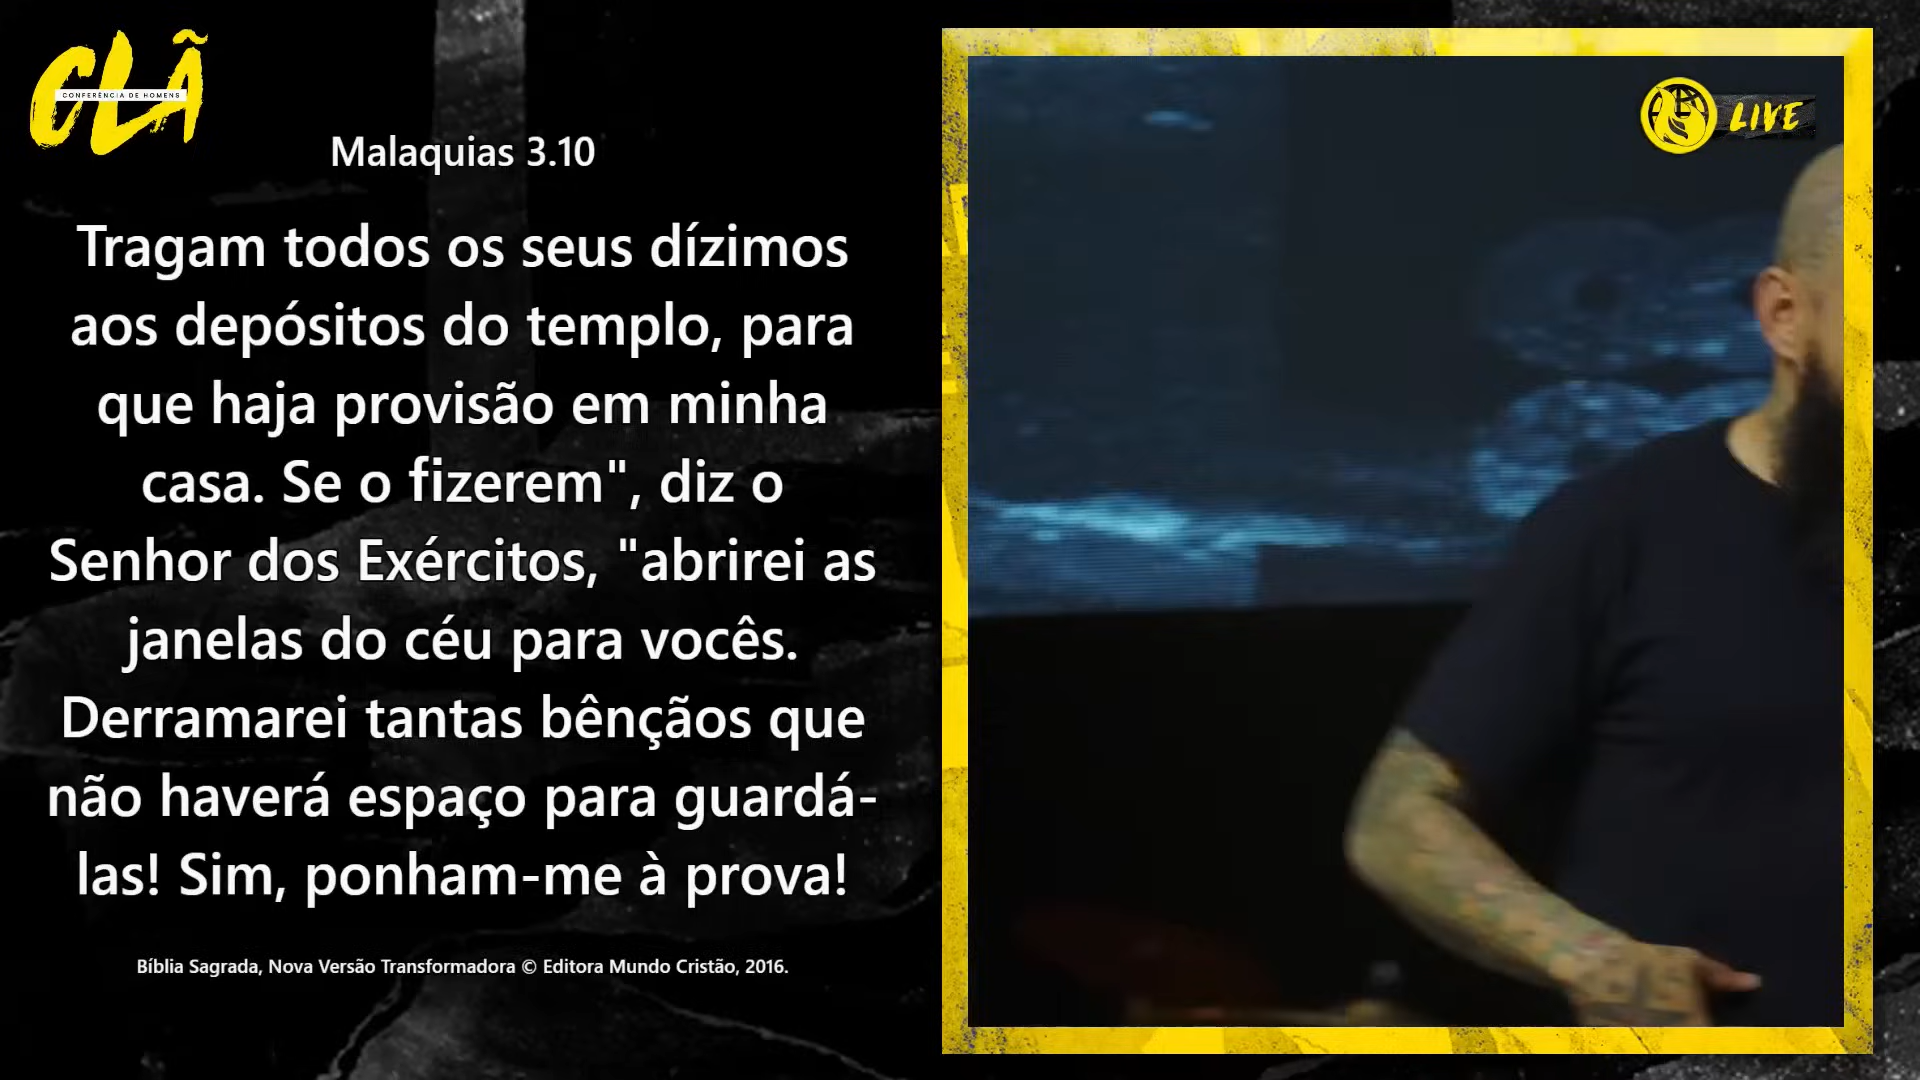 CLÃ
CONFERÊNCIA DE HOMENS
LIVE
Malaquias 3.10
Tragam todos os seus dízimos
aos depósitos do templo, para
que haja provisão em minha
casa. Se o fizerem", diz o
Senhor dos Exércitos, "abrirei as
janelas do céu para vocês.
Derramarei tantas bênçãos que
não haverá espaço para guardá-
las! Sim, ponham-me à prova!
Bíblia Sagrada, Nova Versão Transformadora © Editora Mundo Cristão, 2016.